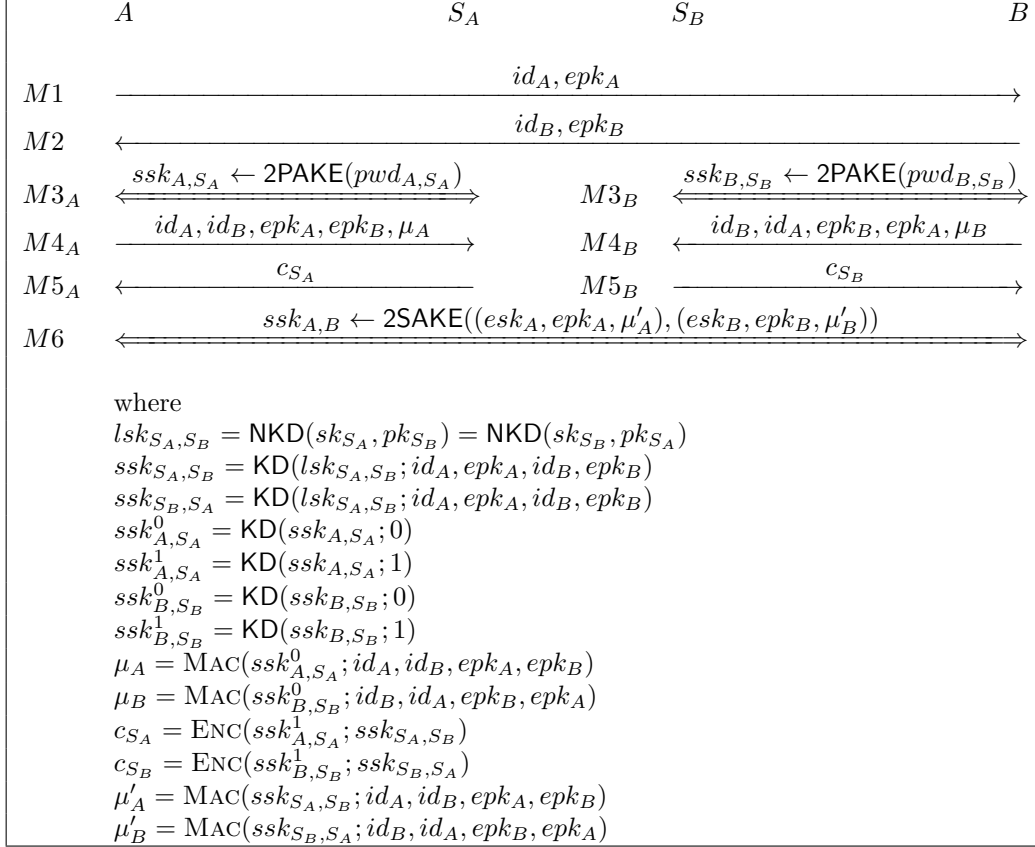 A S_A S_B B
M1 id_A, epk_A
M2 id_B, epk_B
M3_A ssk_{A,S_A} ← 2PAKE(pwd_{A,S_A}) M3_B ssk_{B,S_B} ← 2PAKE(pwd_{B,S_B})
M4_A id_A, id_B, epk_A, epk_B, μ_A M4_B id_B, id_A, epk_B, epk_A, μ_B
M5_A c_{S_A} M5_B c_{S_B}
M6 ssk_{A,B} ← 2SAKE((esk_A, epk_A, μ'_A), (esk_B, epk_B, μ'_B))
where
lsk_{S_A,S_B} = NKD(sk_{S_A}, pk_{S_B}) = NKD(sk_{S_B}, pk_{S_A})
ssk_{S_A,S_B} = KD(lsk_{S_A,S_B}; id_A, epk_A, id_B, epk_B)
ssk_{S_B,S_A} = KD(lsk_{S_A,S_B}; id_A, epk_A, id_B, epk_B)
ssk^0_{A,S_A} = KD(ssk_{A,S_A}; 0)
ssk^1_{A,S_A} = KD(ssk_{A,S_A}; 1)
ssk^0_{B,S_B} = KD(ssk_{B,S_B}; 0)
ssk^1_{B,S_B} = KD(ssk_{B,S_B}; 1)
μ_A = MAC(ssk^0_{A,S_A}; id_A, id_B, epk_A, epk_B)
μ_B = MAC(ssk^0_{B,S_B}; id_B, id_A, epk_B, epk_A)
c_{S_A} = ENC(ssk^1_{A,S_A}; ssk_{S_A,S_B})
c_{S_B} = ENC(ssk^1_{B,S_B}; ssk_{S_B,S_A})
μ'_A = MAC(ssk_{S_A,S_B}; id_A, id_B, epk_A, epk_B)
μ'_B = MAC(ssk_{S_B,S_A}; id_B, id_A, epk_B, epk_A)